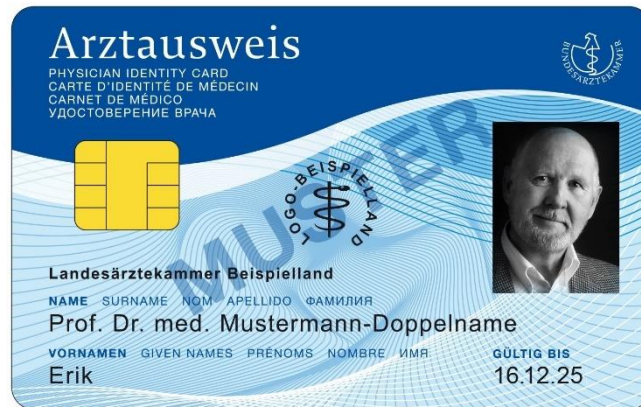 Arztausweis
PHYSICIAN IDENTITY CARD
CARTE D'IDENTITÉ DE MÉDECIN
CARNET DE MÉDICO
УДОСТОВЕРЕНИЕ ВРАЧА
BUNDESÄRZTEKAMMER
MUSTER
LOGO-BEISPIELLAND
Landesärztekammer Beispielland
NAME SURNAME NOM APELLIDO ФАМИЛИЯ
Prof. Dr. med. Mustermann-Doppelname
VORNAMEN GIVEN NAMES PRÉNOMS NOMBRE ИМЯ
Erik
GÜLTIG BIS
16.12.25